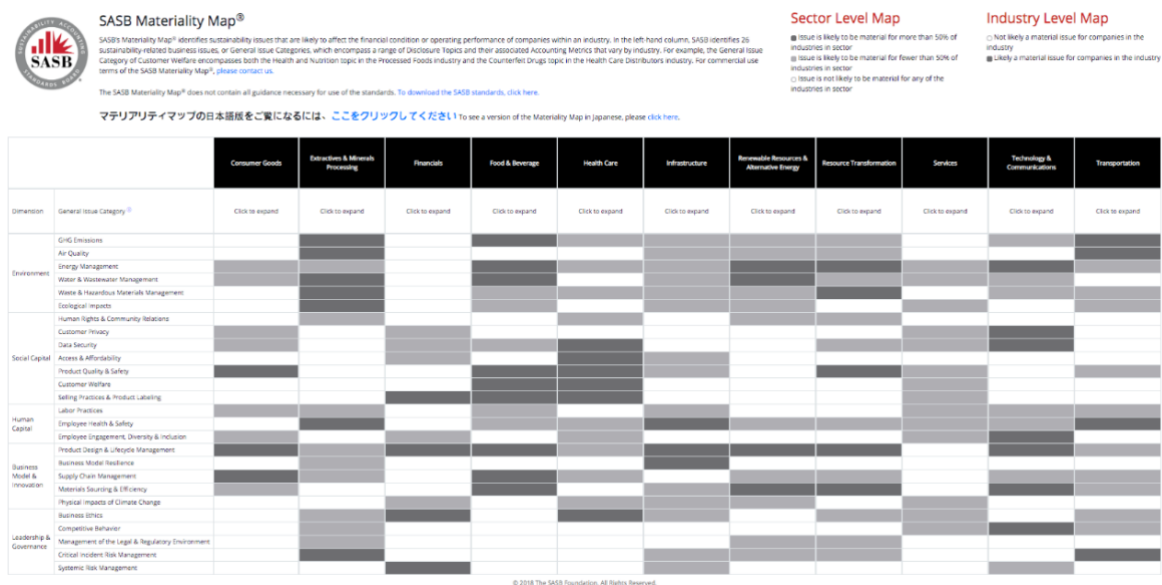 SASB Materiality Map®
SASB's Materiality Map® identifies sustainability issues that are likely to affect the financial condition or operating performance of companies within an industry. In the left-hand column, SASB identifies 26
sustainability-related business issues, or General Issue Categories, which encompass a range of Disclosure Topics and their associated Accounting Metrics that vary by industry. For example, the General Issue
Category of Customer Welfare encompasses both the Health and Nutrition topic in the Processed Foods industry and the Counterfeit Drugs topic in the Health Care Distributors industry. For commercial use
terms of the SASB Materiality Map®, please contact us.
The SASB Materiality Map® does not contain all guidance necessary for use of the standards. To download the SASB standards, click here.
マテリアリティマップの日本語版をご覧になるには、ここをクリックしてください To see a version of the Materiality Map in Japanese, please click here.
SUSTAINABILITY ACCOUNTING
SASB
STANDARDS BOARD
Sector Level Map
Issue is likely to be material for more than 50% of
industries in sector
Issue is likely to be material for fewer than 50% of
industries in sector
Issue is not likely to be material for any of the
industries in sector
Industry Level Map
Not likely a material issue for companies in the
industry
Likely a material issue for companies in the industry
Consumer Goods
Extractives & Minerals
Processing
Financials
Food & Beverage
Health Care
Infrastructure
Renewable Resources &
Alternative Energy
Resource Transformation
Services
Technology &
Communications
Transportation
Dimension
General Issue Category
Click to expand
Click to expand
Click to expand
Click to expand
Click to expand
Click to expand
Click to expand
Click to expand
Click to expand
Click to expand
Click to expand
Environment
GHG Emissions
Air Quality
Energy Management
Water & Wastewater Management
Waste & Hazardous Materials Management
Ecological Impacts
Social Capital
Human Rights & Community Relations
Customer Privacy
Data Security
Access & Affordability
Product Quality & Safety
Customer Welfare
Selling Practices & Product Labeling
Human
Capital
Labor Practices
Employee Health & Safety
Employee Engagement, Diversity & Inclusion
Business
Model &
Innovation
Product Design & Lifecycle Management
Business Model Resilience
Supply Chain Management
Materials Sourcing & Efficiency
Physical Impacts of Climate Change
Leadership &
Governance
Business Ethics
Competitive Behavior
Management of the Legal & Regulatory Environment
Critical Incident Risk Management
Systemic Risk Management
© 2018 The SASB Foundation. All Rights Reserved.